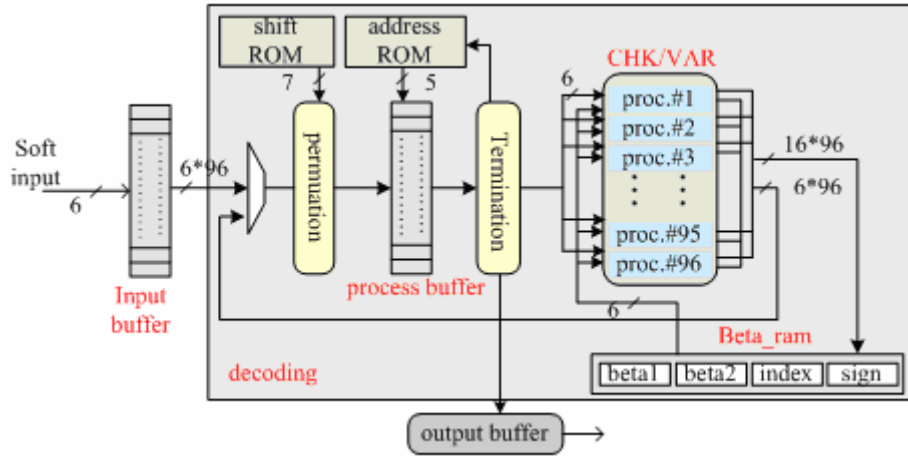 shift
ROM
address
ROM
CHK/VAR
7
5
6
proc.#1
proc.#2
proc.#3
proc.#95
proc.#96
Soft
input
6
6*96
permuation
Termination
16*96
6*96
Input
buffer
process buffer
6
Beta_ram
decoding
beta1
beta2
index
sign
output buffer